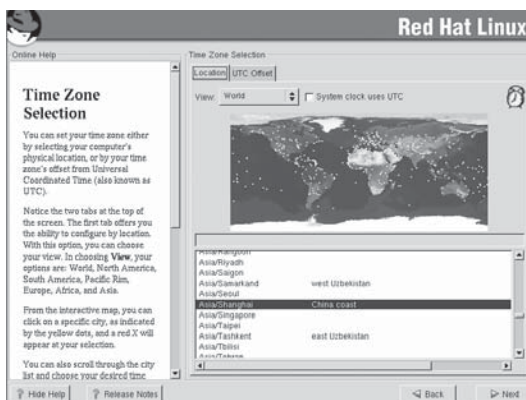 Red Hat Linux
Online Help
Time Zone
Selection
You can set your time zone either
by selecting your computer's
physical location, or by your time
zone's offset from Universal
Coordinated Time (also known as
UTC).
Notice the two tabs at the top of
the screen. The first tab offers you
the ability to configure by location.
With this option, you can choose
your view. In choosing View, your
options are: World, North America,
South America, Pacific Rim,
Europe, Africa, and Asia.
From the interactive map, you can
click on a specific city, as indicated
by the yellow dots, and a red X will
appear at your selection.
You can also scroll through the city
list and choose your desired time
Time Zone Selection
Location UTC Offset
View: World System clock uses UTC
Asia/Rangoon
Asia/Riyadh
Asia/Saigon
Asia/Samarkand west Uzbekistan
Asia/Seoul
Asia/Shanghai China coast
Asia/Singapore
Asia/Taipei
Asia/Tashkent east Uzbekistan
Asia/Tbilisi
Hide Help Release Notes Back Next